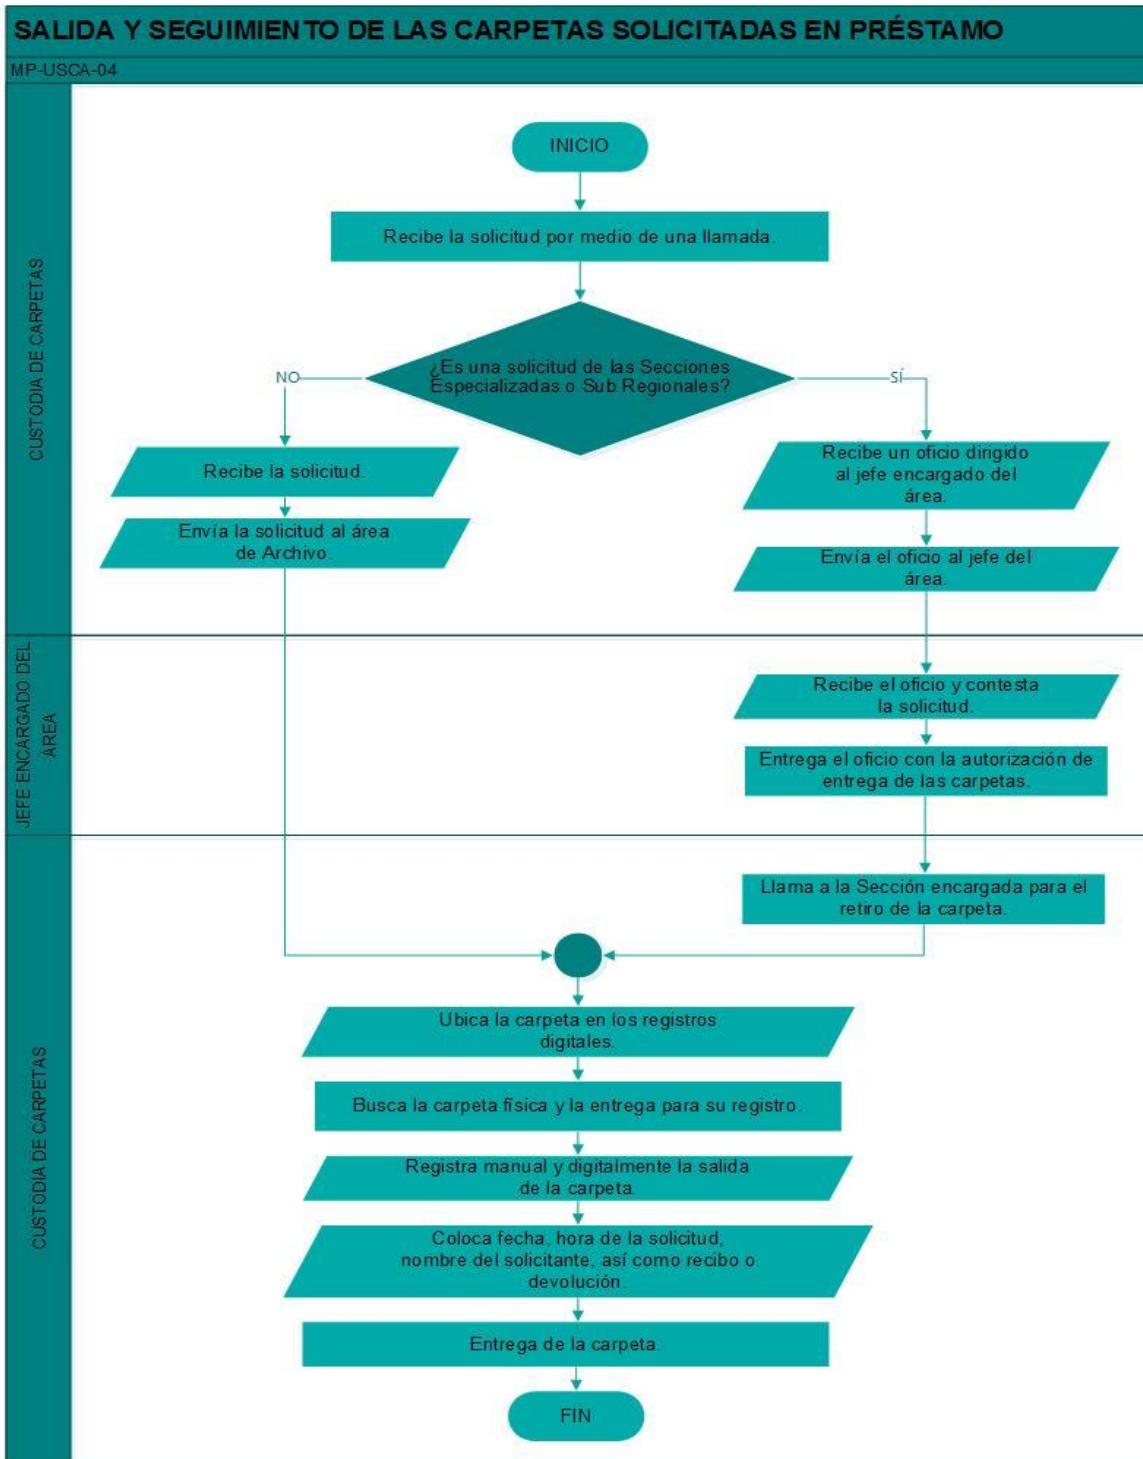 SALIDA Y SEGUIMIENTO DE LAS CARPETAS SOLICITADAS EN PRÉSTAMO
MP-USCA-04
CUSTODIA DE CARPETAS
INICIO
Recibe la solicitud por medio de una llamada.
¿Es una solicitud de las Secciones
Especializadas o Sub Regionales?
NO
SÍ
Recibe la solicitud.
Envía la solicitud al área
de Archivo.
Recibe un oficio dirigido
al jefe encargado del
área.
Envía el oficio al jefe del
área.
JEFE ENCARGADO DEL
ÁREA
Recibe el oficio y contesta
la solicitud.
Entrega el oficio con la autorización de
entrega de las carpetas.
CUSTODIA DE CARPETAS
Llama a la Sección encargada para el
retiro de la carpeta.
Ubica la carpeta en los registros
digitales.
Busca la carpeta física y la entrega para su registro.
Registra manual y digitalmente la salida
de la carpeta.
Coloca fecha, hora de la solicitud,
nombre del solicitante, así como recibo o
devolución.
Entrega de la carpeta.
FIN